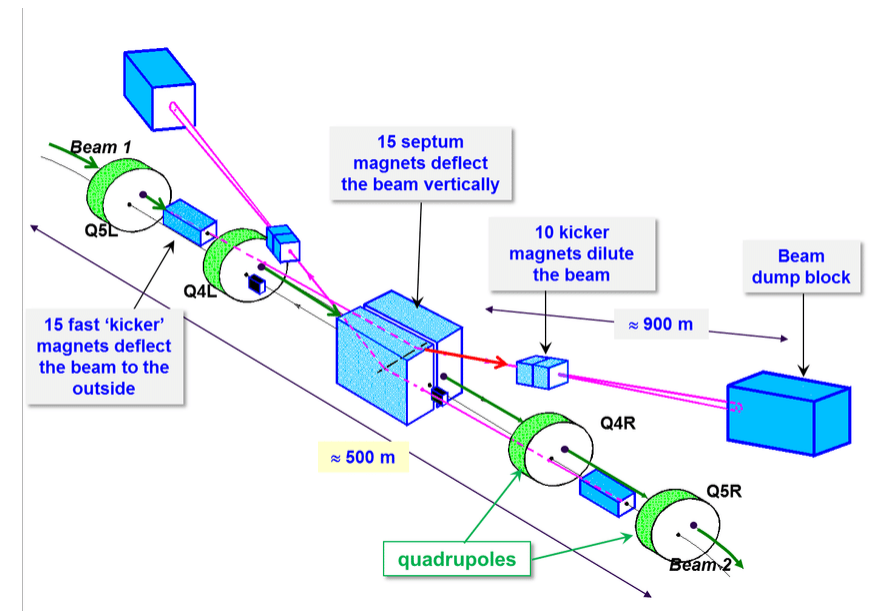 Beam 1
15 septum
magnets deflect
the beam vertically
Q5L
10 kicker
magnets dilute
the beam
Beam
dump block
Q4L
15 fast ‘kicker’
magnets deflect
the beam to the
outside
≈ 900 m
Q4R
≈ 500 m
Q5R
quadrupoles
Beam 2